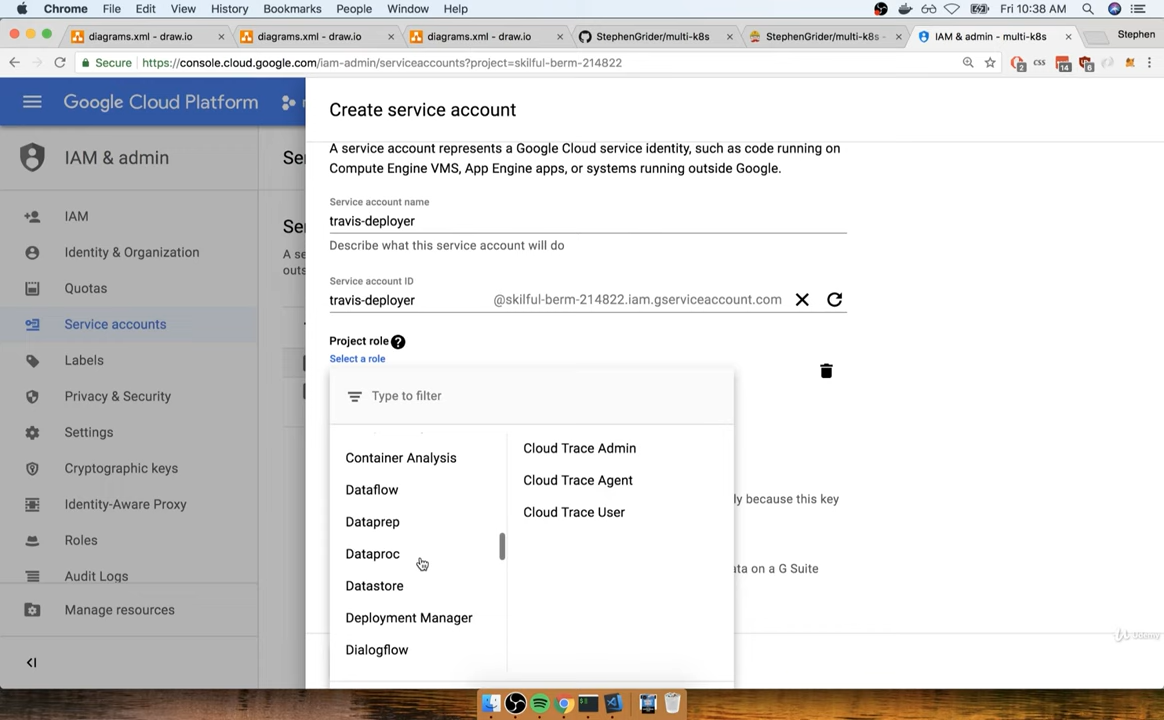 Chrome File Edit View History Bookmarks People Window Help Fri 10:38 AM
diagrams.xml - draw.io diagrams.xml - draw.io diagrams.xml - draw.io StephenGrider/multi-k8s StephenGrider/multi-k8s - IAM & admin - multi-k8s Stephen
Secure https://console.cloud.google.com/iam-admin/serviceaccounts?project=skilful-berm-214822
Google Cloud Platform
Create service account
IAM & admin
A service account represents a Google Cloud service identity, such as code running on
Compute Engine VMS, App Engine apps, or systems running outside Google.
Service account name
travis-deployer
Describe what this service account will do
Service account ID
travis-deployer @skilful-berm-214822.iam.gserviceaccount.com
Project role
Select a role
Type to filter
Container Analysis
Dataflow
Dataprep
Dataproc
Datastore
Deployment Manager
Dialogflow
Cloud Trace Admin
Cloud Trace Agent
Cloud Trace User
ly because this key
ata on a G Suite
IAM
Identity & Organization
Quotas
Service accounts
Labels
Privacy & Security
Settings
Cryptographic keys
Identity-Aware Proxy
Roles
Audit Logs
Manage resources
Ser
Ser
A se
outs
Udemy